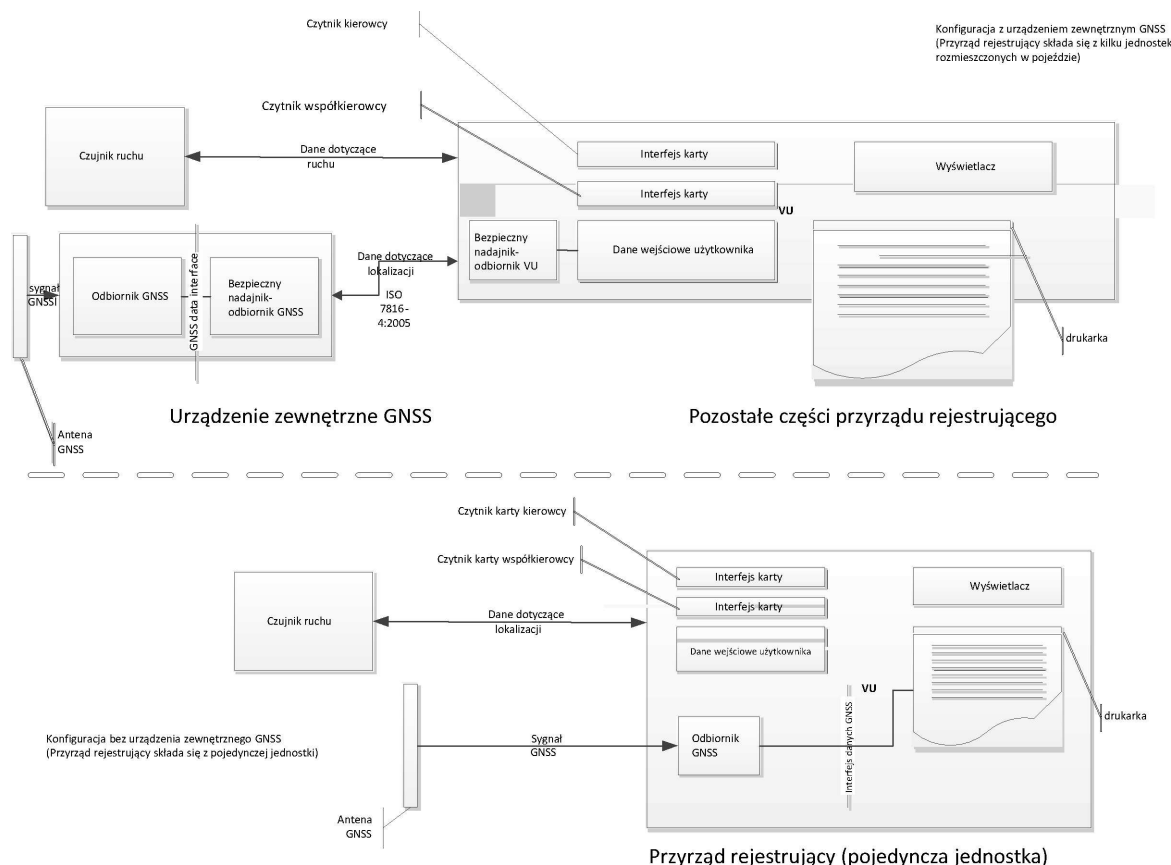 Czytnik kierowcy
Konfiguracja z urządzeniem zewnętrznym GNSS
(Przyrząd rejestrujący składa się z kilku jednostek
rozmieszczonych w pojeździe)
Czytnik współkierowcy
Czujnik ruchu
Dane dotyczące
ruchu
Interfejs karty
Wyświetlacz
Interfejs karty
VU
Bezpieczny
nadajnik-
odbiornik VU
Dane wejściowe użytkownika
sygnał
GNSSI
Odbiornik GNSS
GNSS data interface
Bezpieczny
nadajnik-
odbiornik GNSS
Dane dotyczące
lokalizacji
ISO
7816-
4:2005
drukarka
Urządzenie zewnętrzne GNSS
Pozostałe części przyrządu rejestrującego
Antena
GNSS
Czytnik karty kierowcy
Czytnik karty współkierowcy
Interfejs karty
Wyświetlacz
Interfejs karty
Czujnik ruchu
Dane dotyczące
lokalizacji
Dane wejściowe użytkownika
VU
drukarka
Konfiguracja bez urządzenia zewnętrznego GNSS
(Przyrząd rejestrujący składa się z pojedynczej jednostki)
Sygnał
GNSS
Odbiornik
GNSS
Interfejs danych GNSS
Antena
GNSS
Przyrząd rejestrujący (pojedyncza jednostka)